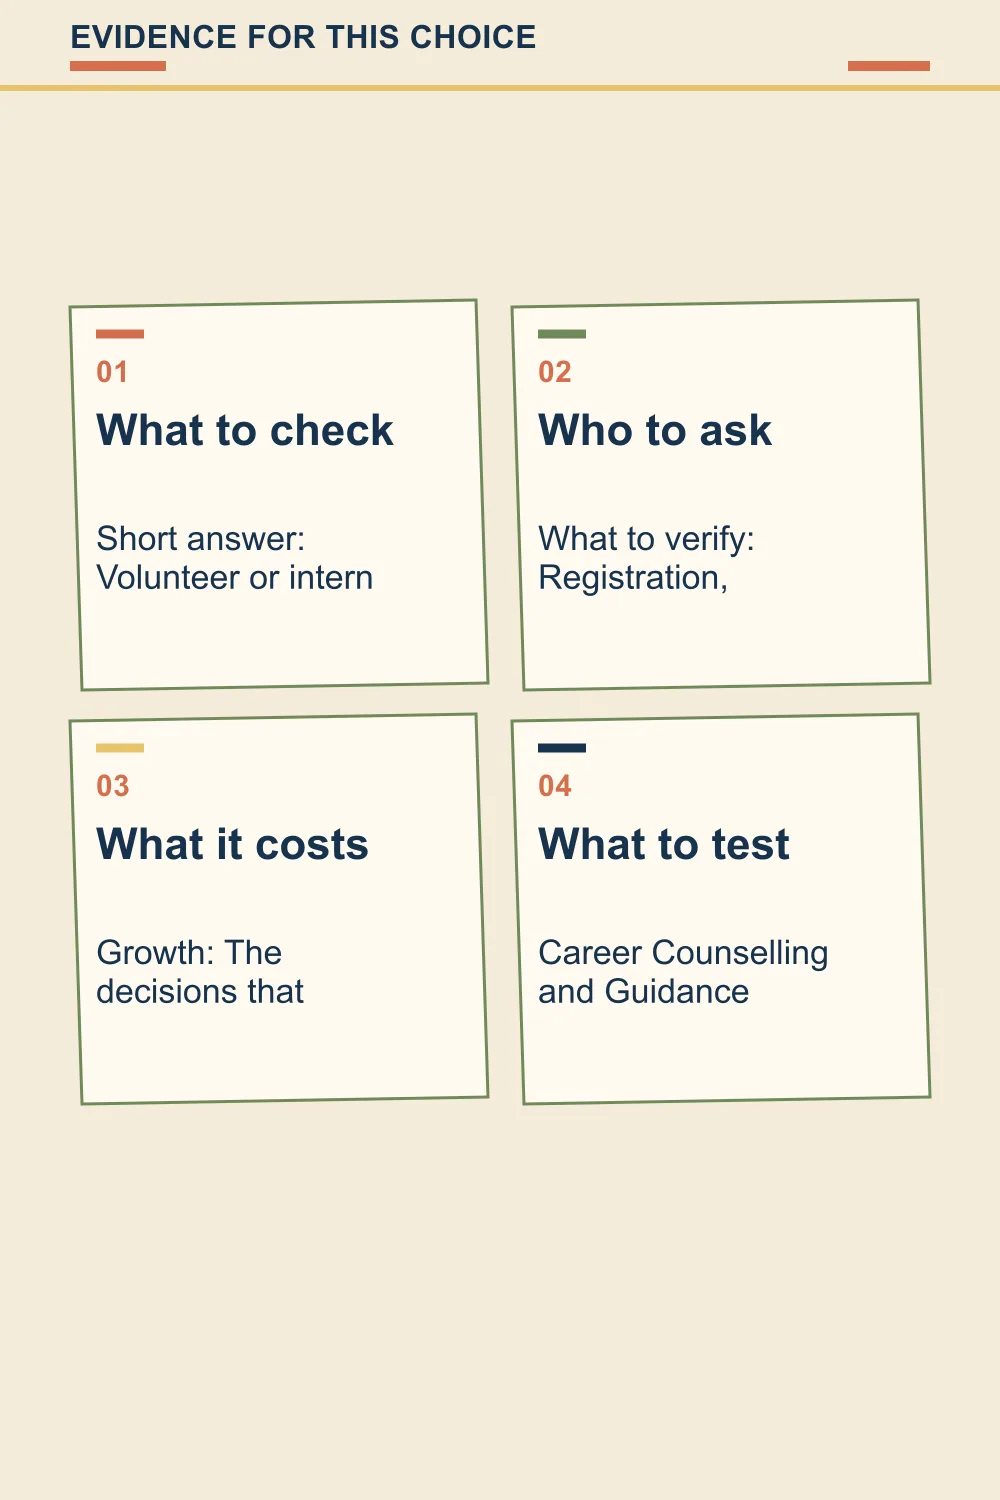 EVIDENCE FOR THIS CHOICE
01
What to check
Short answer:
Volunteer or intern
02
Who to ask
What to verify:
Registration,
03
What it costs
Growth: The
decisions that
04
What to test
Career Counselling
and Guidance